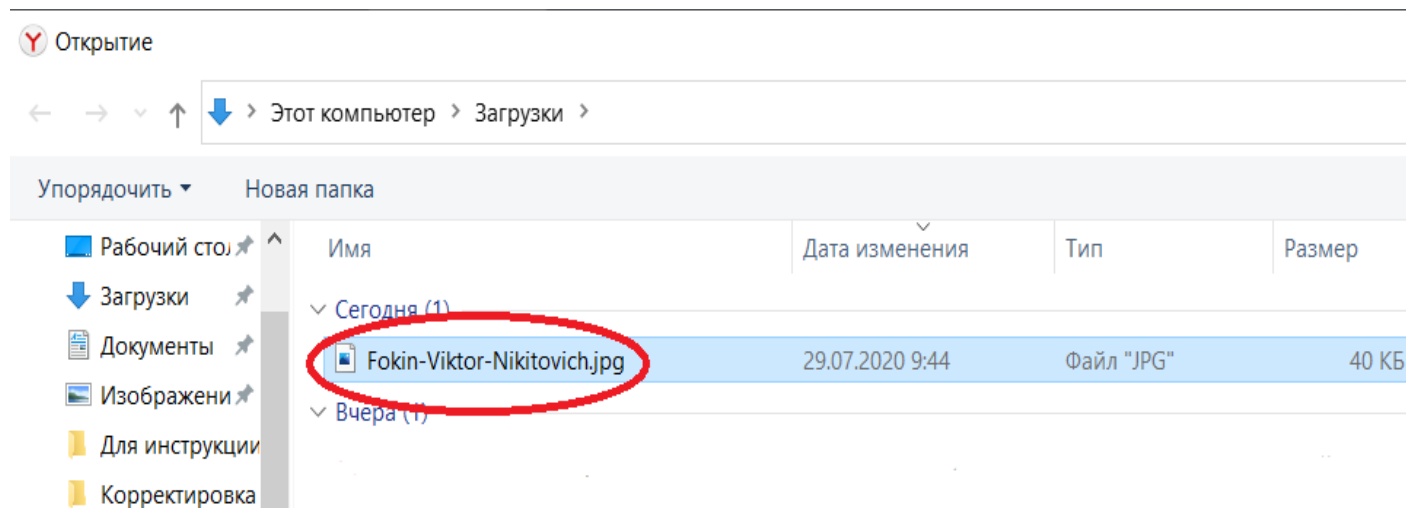 Открытие
Этот компьютер > Загрузки >
Упорядочить Новая папка
Рабочий сто
Имя Дата изменения Тип Размер
Загрузки
Сегодня (1)
Документы
Fokin-Viktor-Nikitovich.jpg 29.07.2020 9:44 Файл "JPG" 40 КБ
Изображени
Вчера (1)
Для инструкции
Корректировка